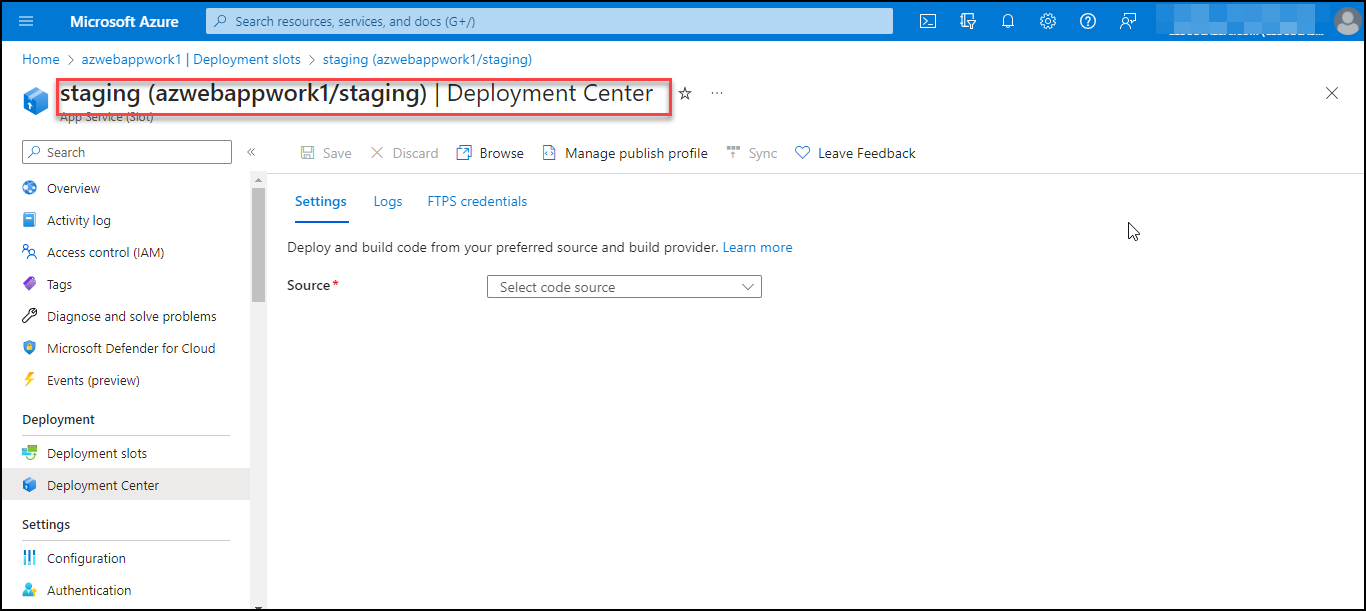 Microsoft Azure
Search resources, services, and docs (G+/)
Home > azwebappwork1 | Deployment slots > staging (azwebappwork1/staging)
staging (azwebappwork1/staging) | Deployment Center
App Service (Slot)
Search
Save Discard Browse Manage publish profile Sync Leave Feedback
Overview
Activity log
Access control (IAM)
Tags
Diagnose and solve problems
Microsoft Defender for Cloud
Events (preview)
Deployment
Deployment slots
Deployment Center
Settings
Configuration
Authentication
Settings Logs FTPS credentials
Deploy and build code from your preferred source and build provider. Learn more
Source* Select code source